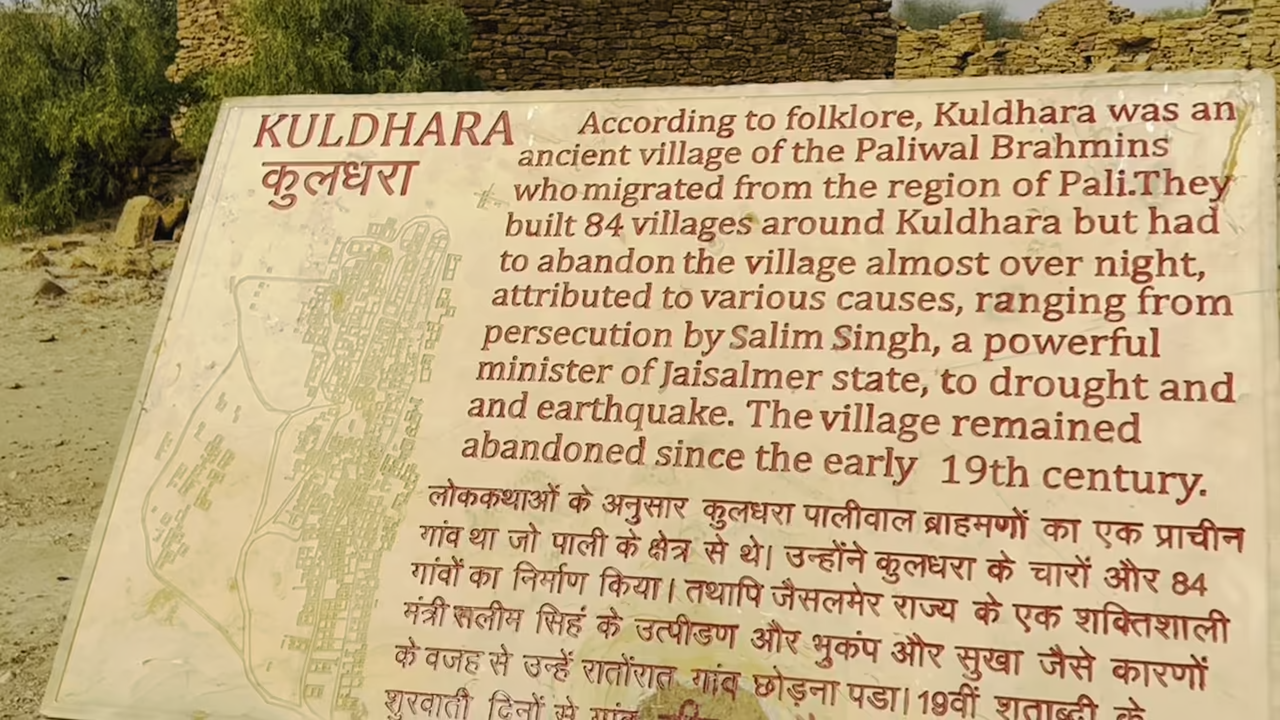 KULDHARA
कुलधरा
According to folklore, Kuldhara was an
ancient village of the Paliwal Brahmins
who migrated from the region of Pali.They
built 84 villages around Kuldhara but had
to abandon the village almost over night,
attributed to various causes, ranging from
persecution by Salim Singh, a powerful
minister of Jaisalmer state, to drought and
and earthquake. The village remained
abandoned since the early 19th century.
लोककथाओं के अनुसार कुलधरा पालीवाल ब्राहमणों का एक प्राचीन
गांव था जो पाली के क्षेत्र से थे। उन्होंने कुलधरा के चारों और 84
गांवों का निर्माण किया। तथापि जैसलमेर राज्य के एक शक्तिशाली
मंत्री सलीम सिहं के उत्पीडण और भुकंप और सुखा जैसे कारणों
के वजह से उन्हें रातोंरात गांव छोड़ना पडा। 19वीं शताब्दी के
शुरवाती दिनों से गांव